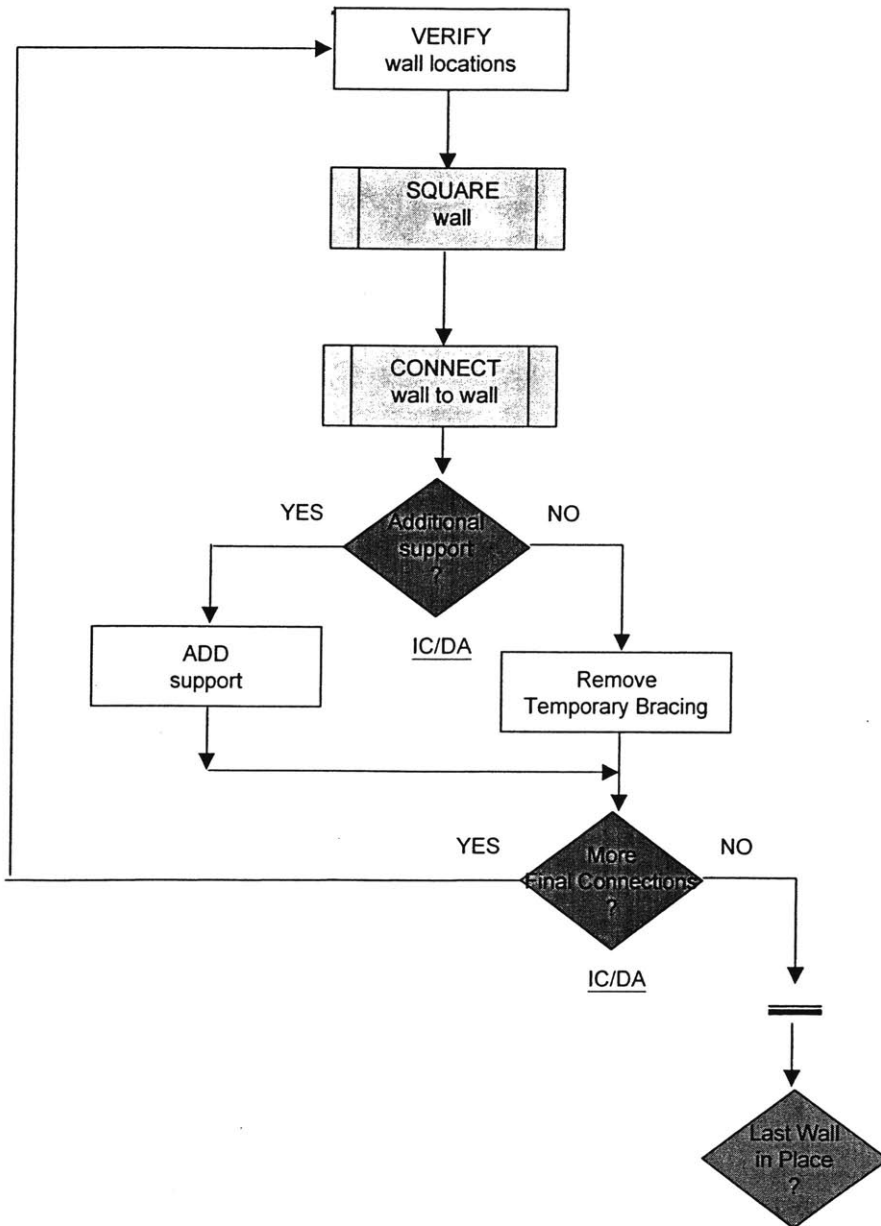 VERIFY
wall locations
SQUARE
wall
CONNECT
wall to wall
YES
Additional
support
?
NO
IC/DA
ADD
support
Remove
Temporary Bracing
YES
More
Final Connections
?
NO
IC/DA
Last Wall
in Place
?